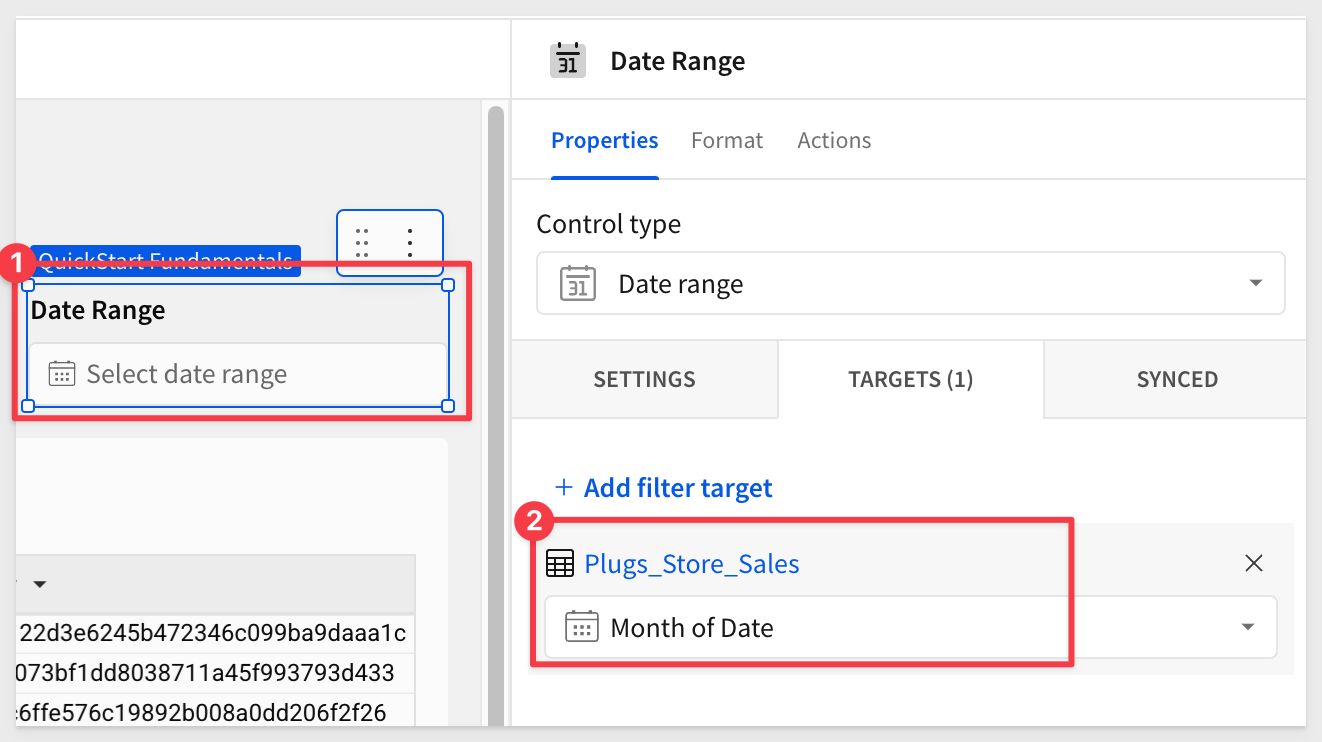 31 Date Range
Properties Format Actions
Control type
31 Date range
1 QuickStart Fundamentals
Date Range
Select date range
SETTINGS TARGETS (1) SYNCED
+ Add filter target
2
Plugs_Store_Sales
Month of Date
22d3e6245b472346c099ba9daaa1c
073bf1dd8038711a45f993793d433
6ffe576c19892b008a0dd206f2f26